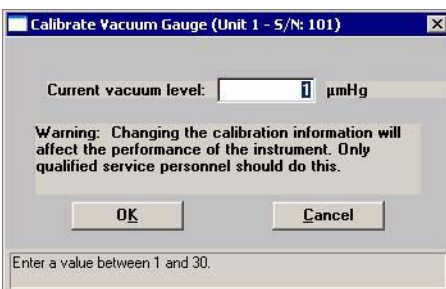 Calibrate Vacuum Gauge (Unit 1 - S/N: 101)
Current vacuum level: 1 µmHg
Warning: Changing the calibration information will
affect the performance of the instrument. Only
qualified service personnel should do this.
OK Cancel
Enter a value between 1 and 30.